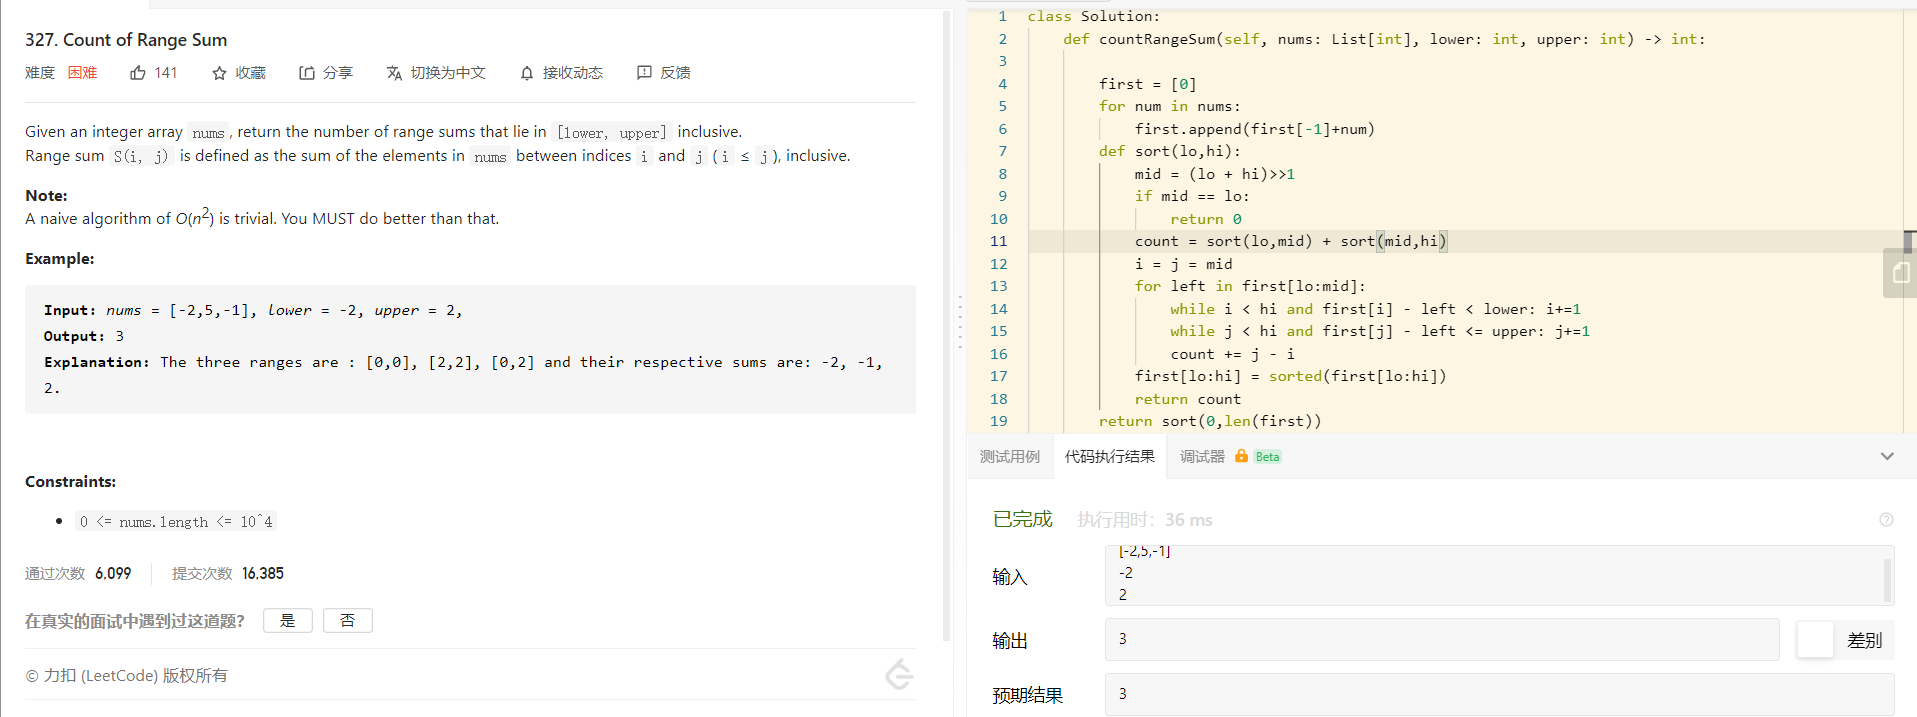 327. Count of Range Sum
难度 困难 141 收藏 分享 切换为中文 接收动态 反馈
Given an integer array nums, return the number of range sums that lie in [lower, upper] inclusive.
Range sum S(i, j) is defined as the sum of the elements in nums between indices i and j (i ≤ j), inclusive.
Note:
A naive algorithm of O(n²) is trivial. You MUST do better than that.
Example:
Input: nums = [-2,5,-1], lower = -2, upper = 2,
Output: 3
Explanation: The three ranges are : [0,0], [2,2], [0,2] and their respective sums are: -2, -1,
2.
Constraints:
• 0 <= nums.length <= 10^4
通过次数 6,099 提交次数 16,385
在真实的面试中遇到过这道题? 是 否
© 力扣 (LeetCode) 版权所有
1 class Solution:
2     def countRangeSum(self, nums: List[int], lower: int, upper: int) -> int:
3
4         first = [0]
5         for num in nums:
6             first.append(first[-1]+num)
7         def sort(lo,hi):
8             mid = (lo + hi)>>1
9             if mid == lo:
10                 return 0
11             count = sort(lo,mid) + sort(mid,hi)
12             i = j = mid
13             for left in first[lo:mid]:
14                 while i < hi and first[i] - left < lower: i+=1
15                 while j < hi and first[j] - left <= upper: j+=1
16                 count += j - i
17             first[lo:hi] = sorted(first[lo:hi])
18             return count
19         return sort(0,len(first))
测试用例 代码执行结果 调试器 Beta
已完成 执行用时: 36 ms
输入
[-2,5,-1]
-2
2
输出 3 差别
预期结果 3